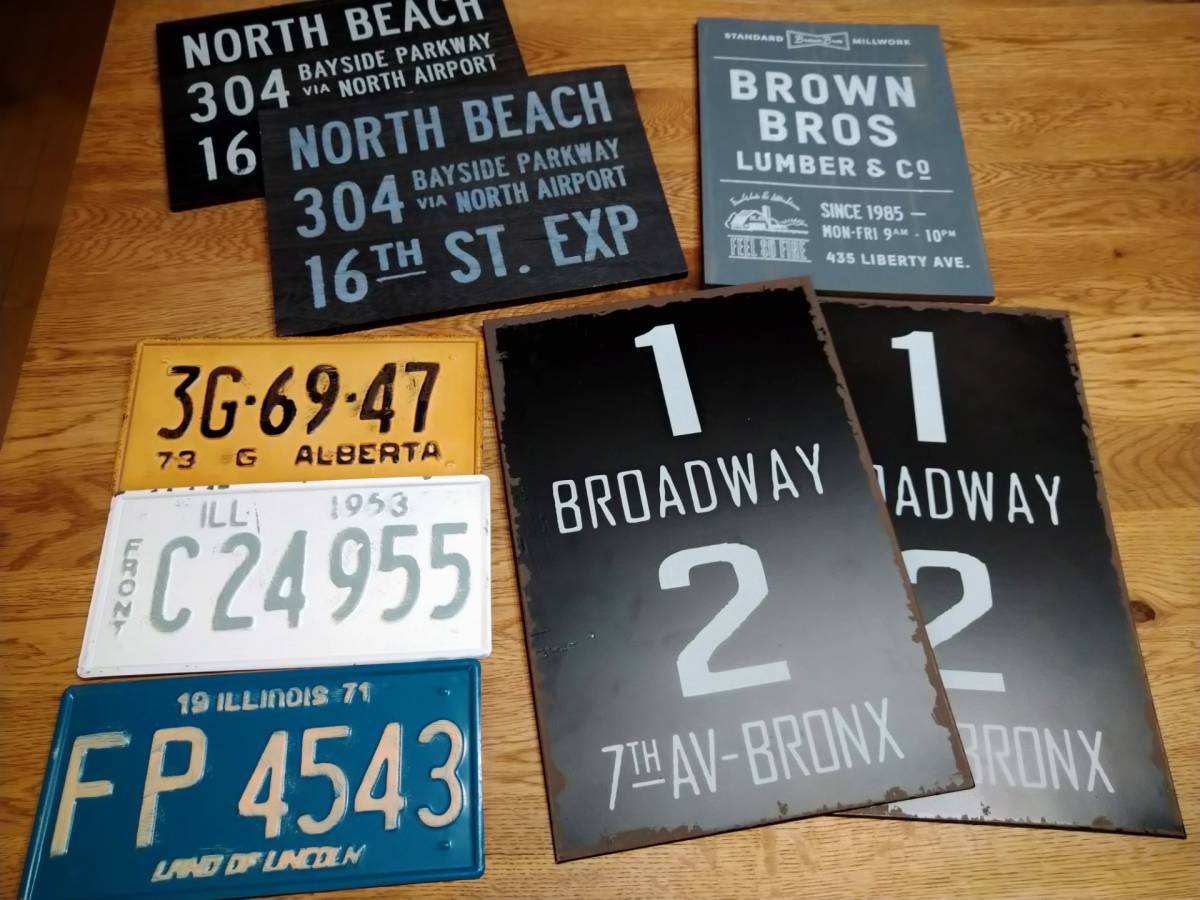 NORTH BEACH
304 BAYSIDE PARKWAY
VIA NORTH AIRPORT
16
NORTH BEACH
304 BAYSIDE PARKWAY
VIA NORTH AIRPORT
16TH ST. EXP
STANDARD Brown Bros MILLWORK
BROWN
BROS
LUMBER & CO
SINCE 1985 —
MON-FRI 9AM - 10PM
FEEL SO FINE
435 LIBERTY AVE.
3G·69·47
73 G ALBERTA
ILL 1953
FRONT
C24955
19 ILLINOIS 71
FP 4543
LAND OF LINCOLN
1
BROADWAY
2
7TH AV-BRONX
1
OADWAY
2
BRONX